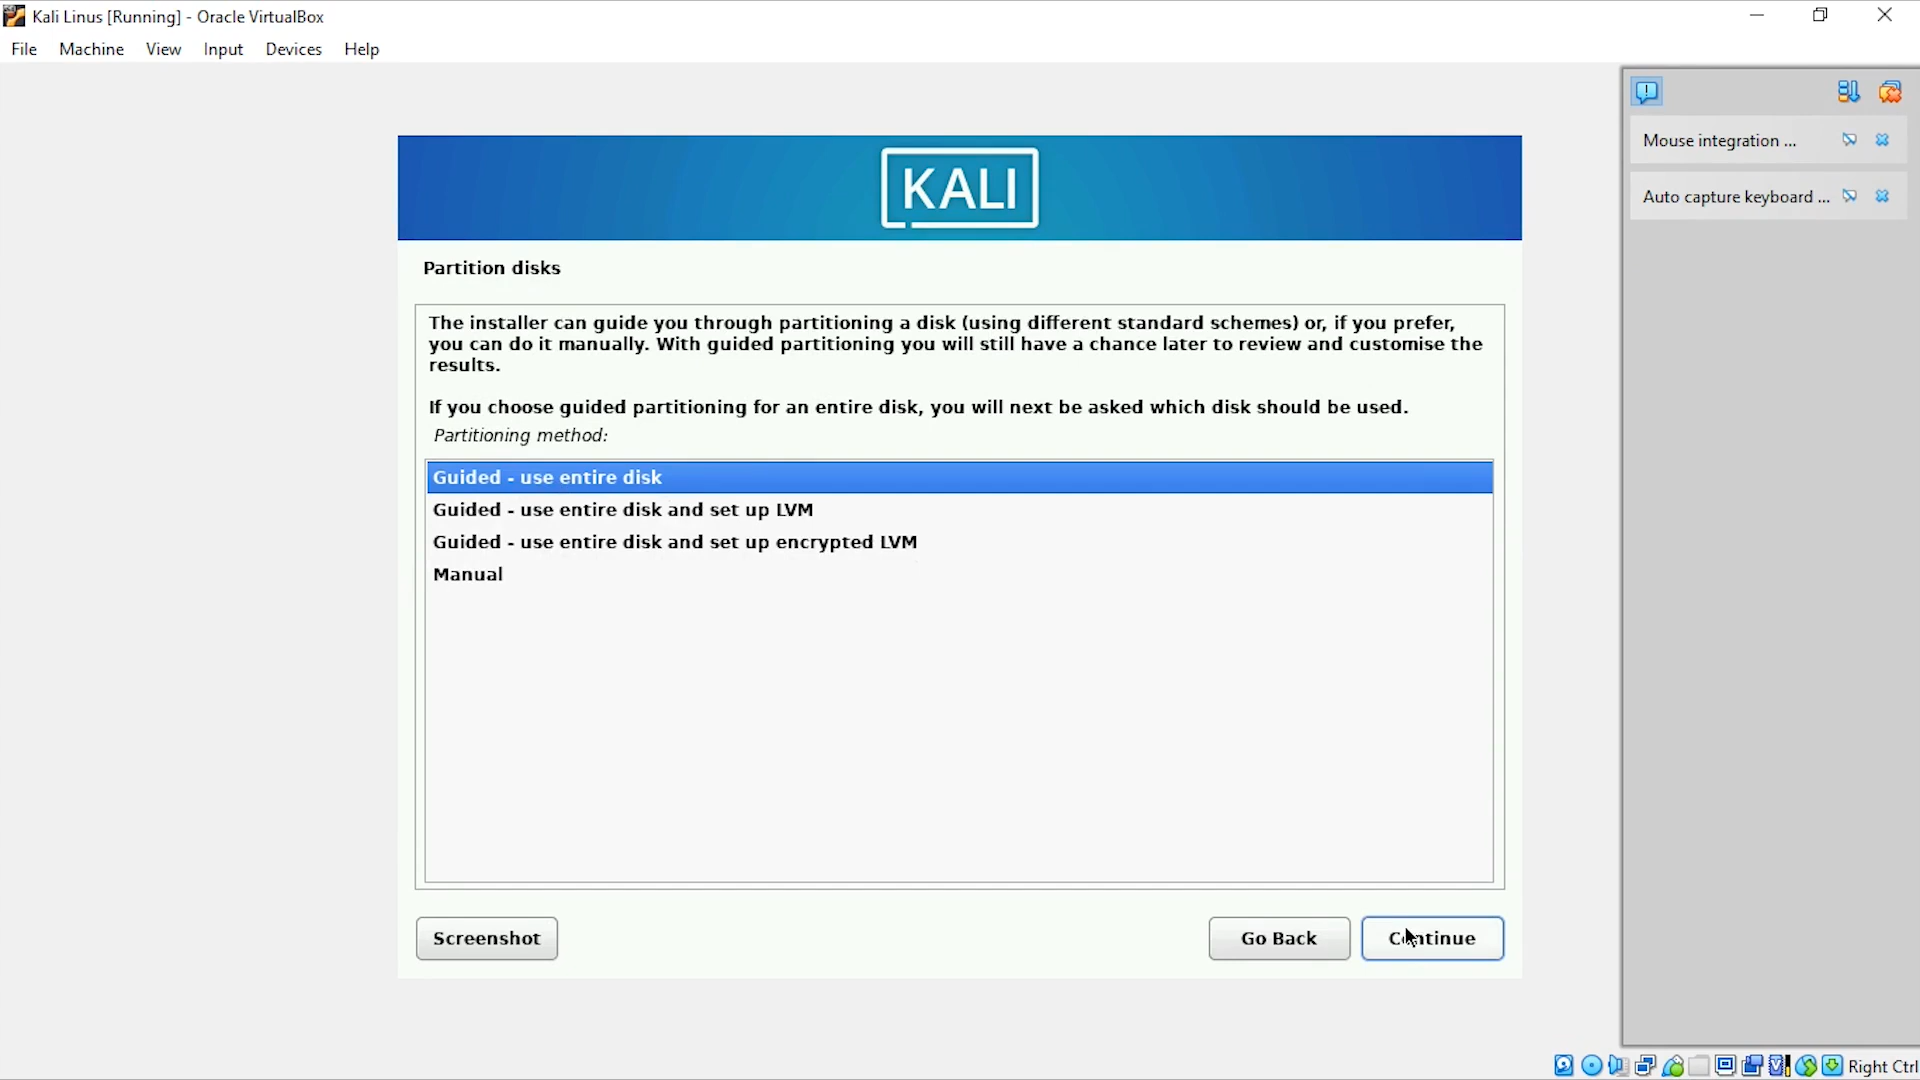 Kali Linus [Running] - Oracle VirtualBox
File Machine View Input Devices Help
Mouse integration ...
Auto capture keyboard ...
KALI
Partition disks
The installer can guide you through partitioning a disk (using different standard schemes) or, if you prefer,
you can do it manually. With guided partitioning you will still have a chance later to review and customise the
results.
If you choose guided partitioning for an entire disk, you will next be asked which disk should be used.
Partitioning method:
Guided - use entire disk
Guided - use entire disk and set up LVM
Guided - use entire disk and set up encrypted LVM
Manual
Screenshot
Go Back
Continue
Right Ctrl